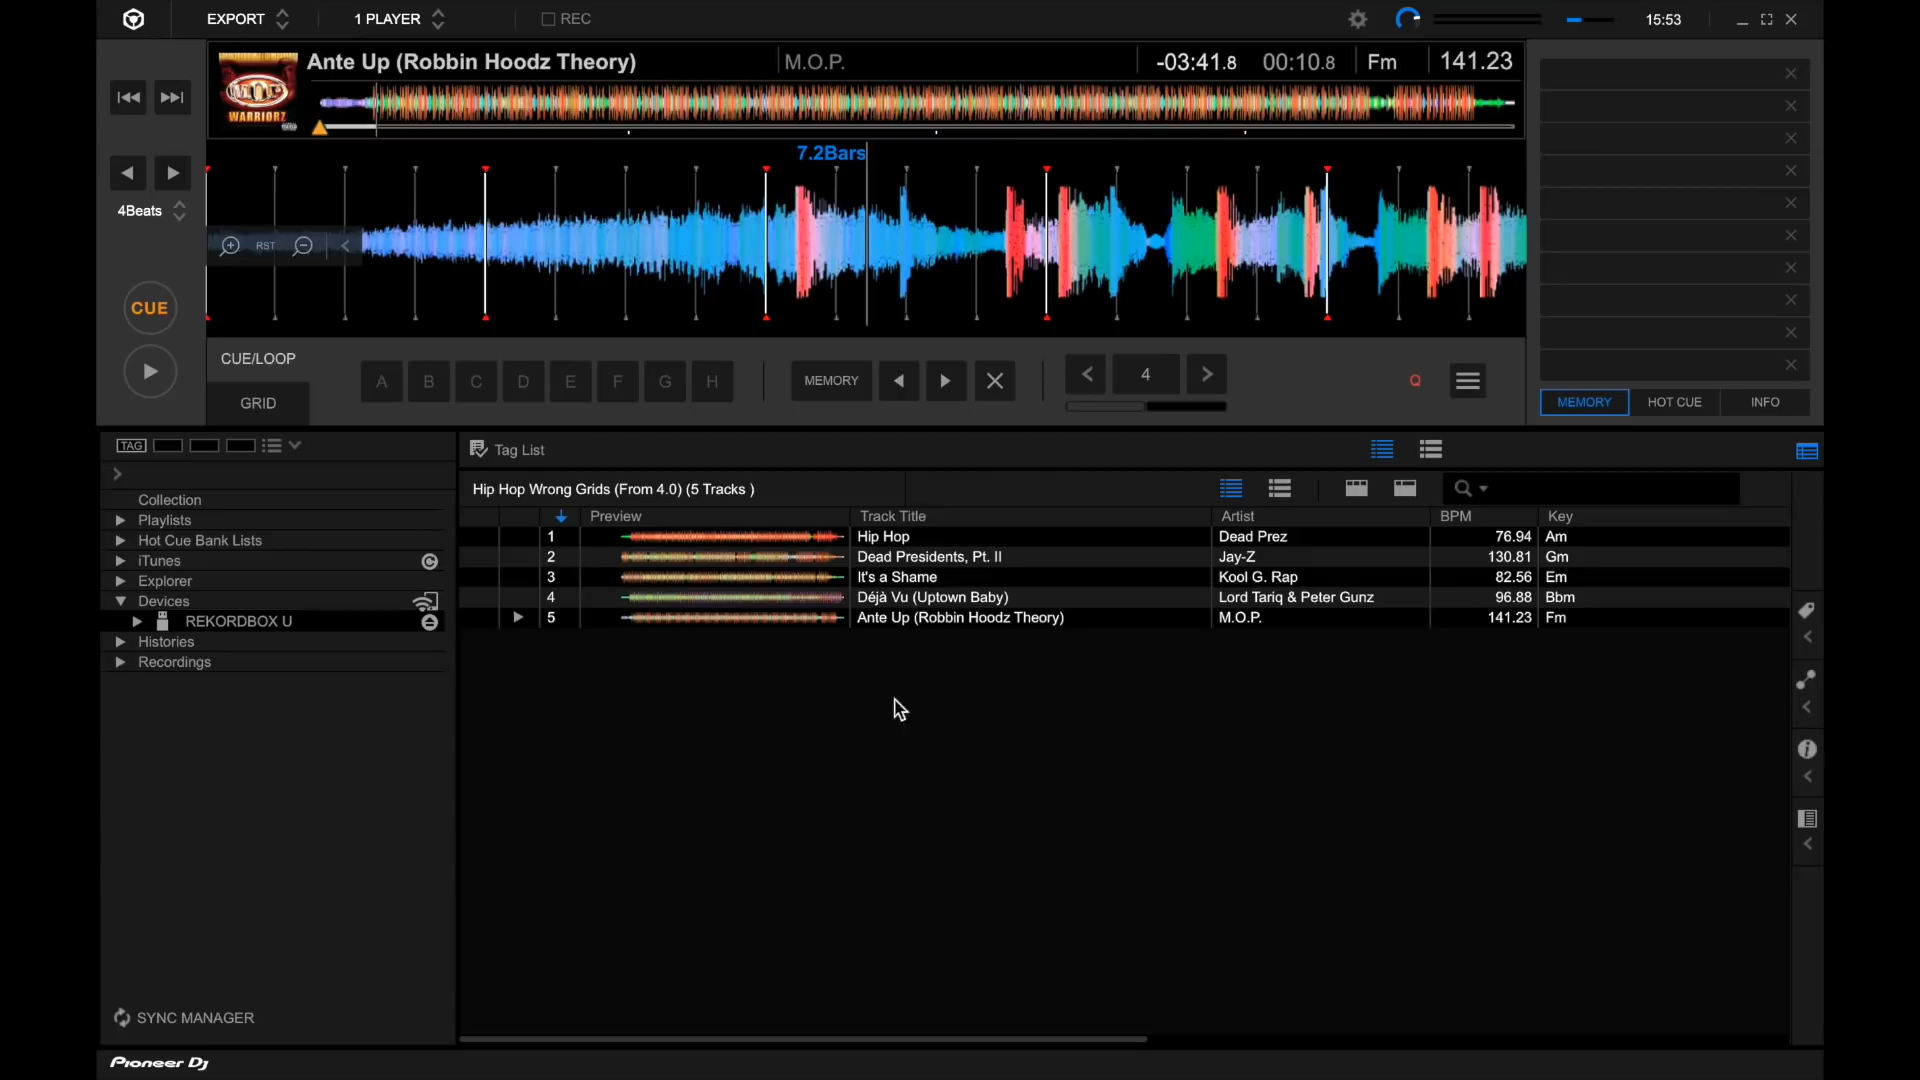 EXPORT
1 PLAYER
REC
15:53
Ante Up (Robbin Hoodz Theory)
M.O.P.
-03:41.8
00:10.8
Fm
141.23
M.O.P.
WARRIORZ
7.2Bars
4Beats
RST
CUE
CUE/LOOP
GRID
A B C D E F G H
MEMORY
4
Q
MEMORY
HOT CUE
INFO
TAG
Tag List
Collection
Playlists
Hot Cue Bank Lists
iTunes
Explorer
Devices
REKORDBOX U
Histories
Recordings
SYNC MANAGER
Hip Hop Wrong Grids (From 4.0) (5 Tracks )
Preview Track Title Artist BPM Key
1 Hip Hop Dead Prez 76.94 Am
2 Dead Presidents, Pt. II Jay-Z 130.81 Gm
3 It's a Shame Kool G. Rap 82.56 Em
4 Déjà Vu (Uptown Baby) Lord Tariq & Peter Gunz 96.88 Bbm
5 Ante Up (Robbin Hoodz Theory) M.O.P. 141.23 Fm
Pioneer Dj